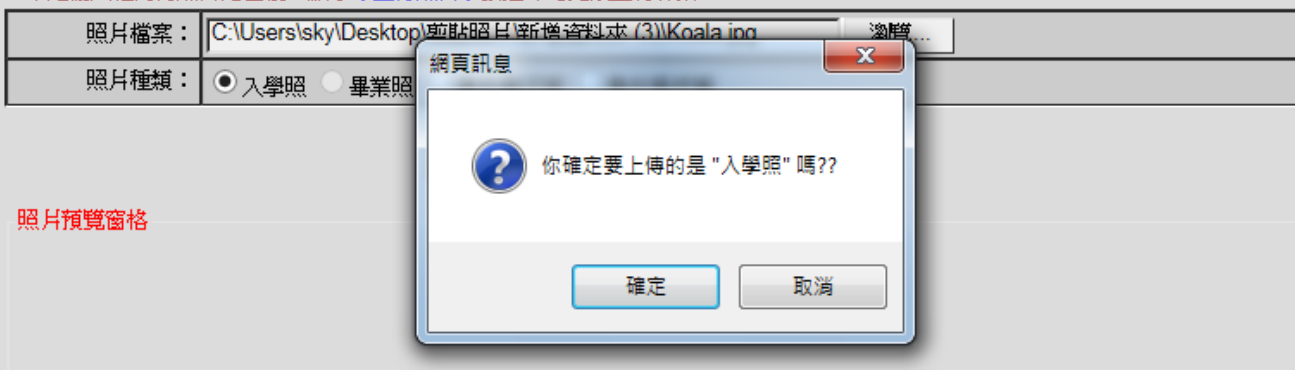 照片檔案：
C:\Users\sky\Desktop\剪貼照片\新增資料夾 (3)\Koala.jpg
瀏覽...
網頁訊息
照片種類：
入學照
畢業照
你確定要上傳的是 "入學照" 嗎??
照片預覽窗格
確定
取消